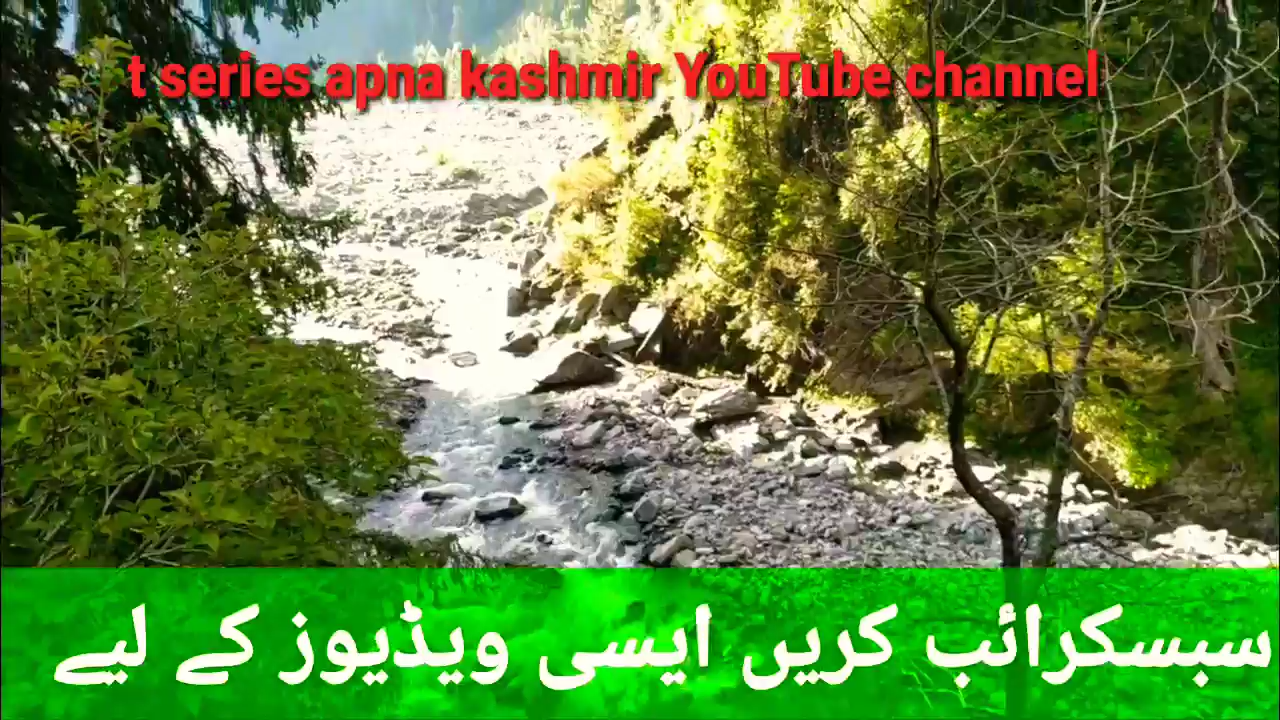 t series apna kashmir YouTube channel
سبسکرائب کریں ایسی ویڈیوز کے لیے